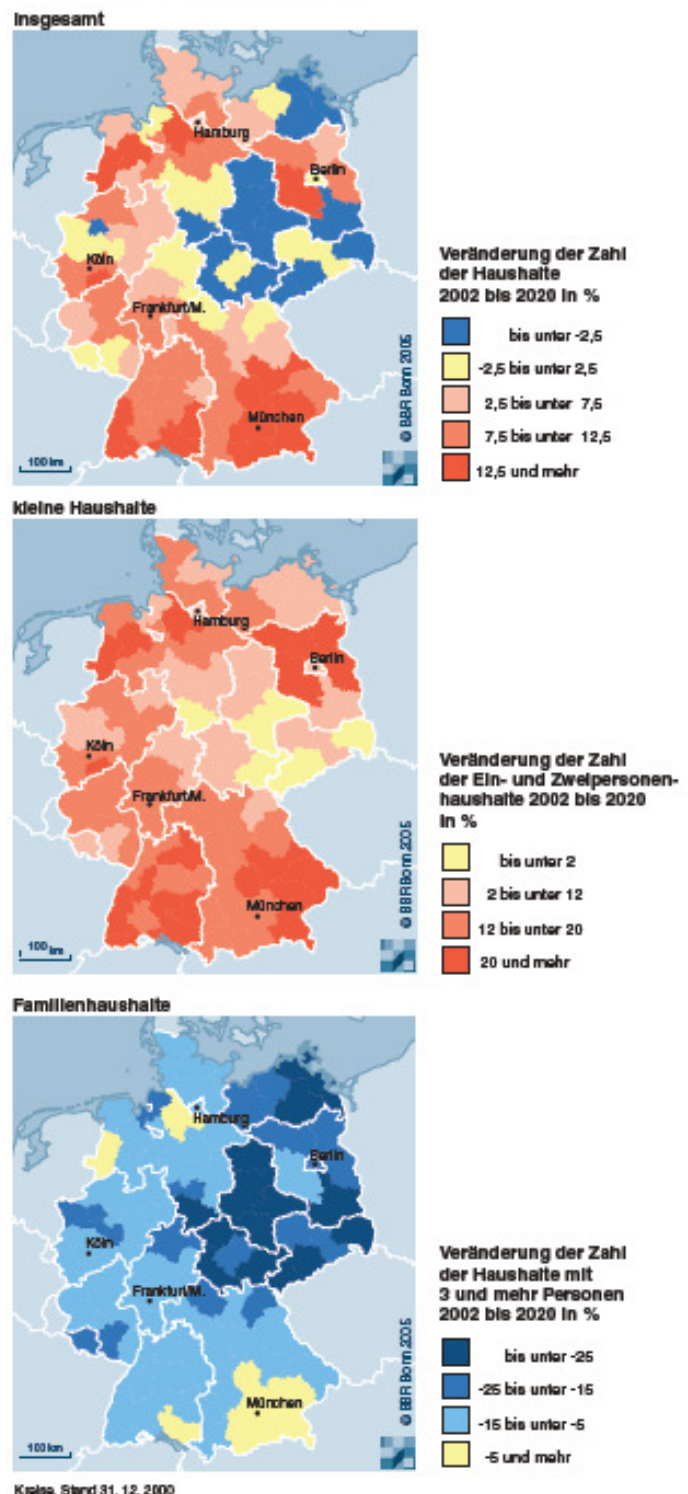 Insgesamt
Hamburg
Berlin
Köln
Frankfurt/M.
München
100 km
© BBR Bonn 2005
Veränderung der Zahl
der Haushalte
2002 bis 2020 in %
bis unter -2,5
-2,5 bis unter 2,5
2,5 bis unter 7,5
7,5 bis unter 12,5
12,5 und mehr
kleine Haushalte
Hamburg
Berlin
Köln
Frankfurt/M.
München
100 km
© BBR Bonn 2005
Veränderung der Zahl
der Ein- und Zweipersonen-
haushalte 2002 bis 2020
in %
bis unter 2
2 bis unter 12
12 bis unter 20
20 und mehr
Familienhaushalte
Hamburg
Berlin
Köln
Frankfurt/M.
München
100 km
© BBR Bonn 2005
Veränderung der Zahl
der Haushalte mit
3 und mehr Personen
2002 bis 2020 in %
bis unter -25
-25 bis unter -15
-15 bis unter -5
-5 und mehr
Kreise, Stand 31. 12. 2000